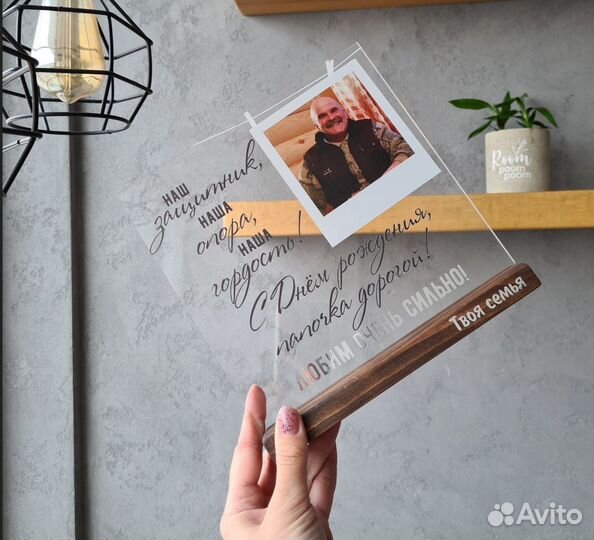 НАШ
защитник,
НАША
опора,
НАША
гордость!
С Днём рождения,
папочка дорогой!
ЛЮБИМ ОЧЕНЬ СИЛЬНО!
Твоя семья
Room
poom
poom
Avito